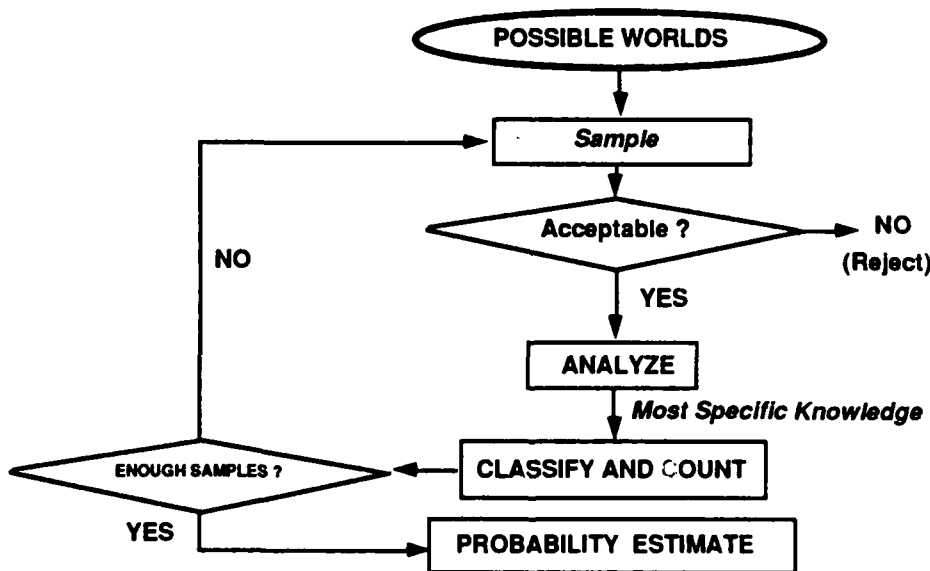 POSSIBLE WORLDS
Sample
Acceptable ?
NO
(Reject)
NO
YES
ANALYZE
Most Specific Knowledge
ENOUGH SAMPLES ?
CLASSIFY AND COUNT
YES
PROBABILITY ESTIMATE